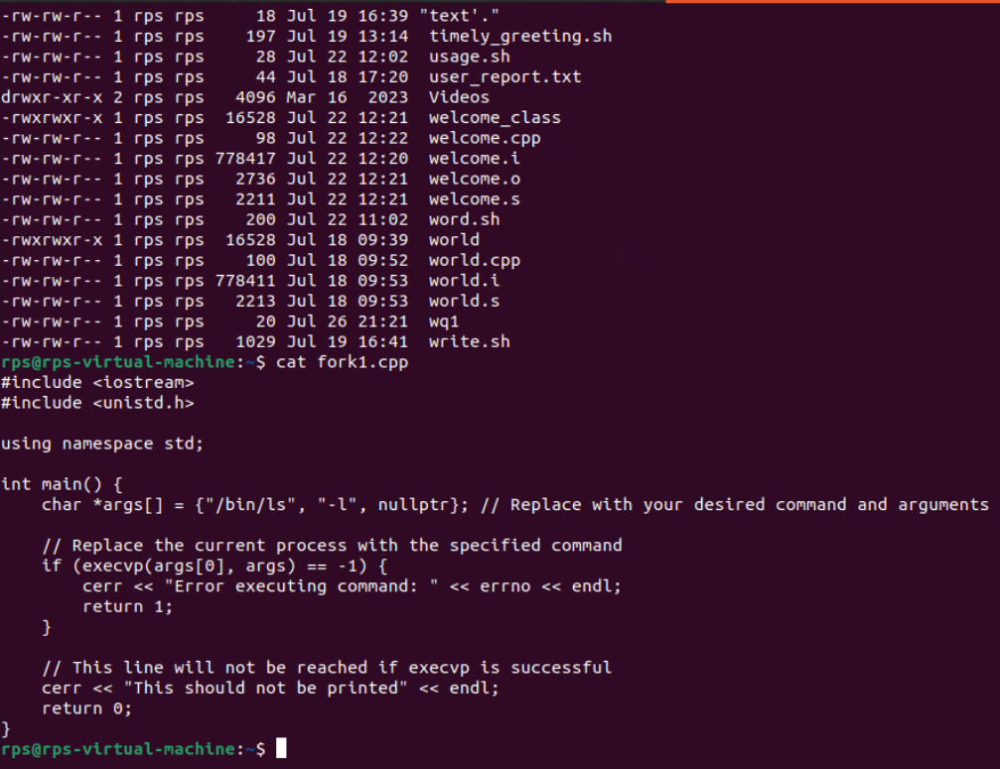 -rw-rw-r-- 1 rps rps     18 Jul 19 16:39 "text'."
-rw-rw-r-- 1 rps rps    197 Jul 19 13:14  timely_greeting.sh
-rw-rw-r-- 1 rps rps     28 Jul 22 12:02  usage.sh
-rw-rw-r-- 1 rps rps     44 Jul 18 17:20  user_report.txt
drwxr-xr-x 2 rps rps   4096 Mar 16  2023  Videos
-rwxrwxr-x 1 rps rps  16528 Jul 22 12:21  welcome_class
-rw-rw-r-- 1 rps rps     98 Jul 22 12:22  welcome.cpp
-rw-rw-r-- 1 rps rps 778417 Jul 22 12:20  welcome.i
-rw-rw-r-- 1 rps rps   2736 Jul 22 12:21  welcome.o
-rw-rw-r-- 1 rps rps   2211 Jul 22 12:21  welcome.s
-rw-rw-r-- 1 rps rps    200 Jul 22 11:02  word.sh
-rwxrwxr-x 1 rps rps  16528 Jul 18 09:39  world
-rw-rw-r-- 1 rps rps    100 Jul 18 09:52  world.cpp
-rw-rw-r-- 1 rps rps 778411 Jul 18 09:53  world.i
-rw-rw-r-- 1 rps rps   2213 Jul 18 09:53  world.s
-rw-rw-r-- 1 rps rps     20 Jul 26 21:21  wq1
-rw-rw-r-- 1 rps rps   1029 Jul 19 16:41  write.sh
rps@rps-virtual-machine:~$ cat fork1.cpp
#include <iostream>
#include <unistd.h>

using namespace std;

int main() {
    char *args[] = {"/bin/ls", "-l", nullptr}; // Replace with your desired command and arguments

    // Replace the current process with the specified command
    if (execvp(args[0], args) == -1) {
        cerr << "Error executing command: " << errno << endl;
        return 1;
    }

    // This line will not be reached if execvp is successful
    cerr << "This should not be printed" << endl;
    return 0;
}
rps@rps-virtual-machine:~$